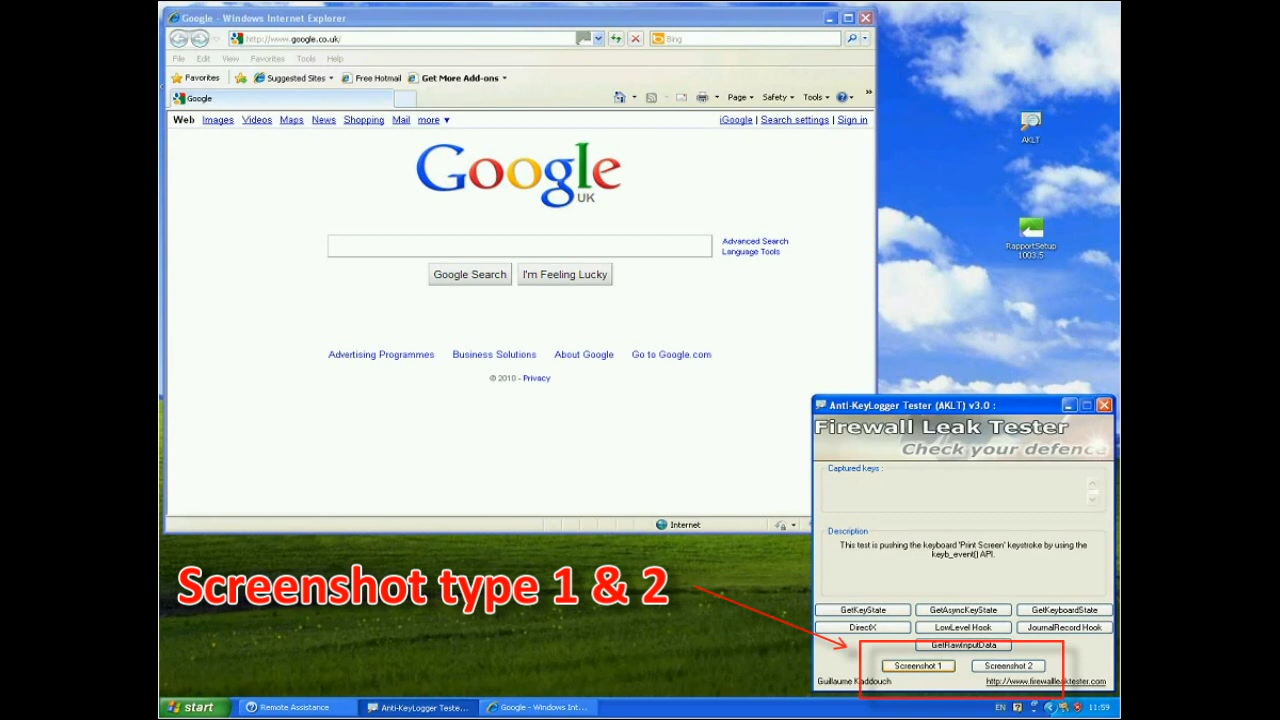 Google - Windows Internet Explorer
http://www.google.co.uk/
Bing
File Edit View Favorites Tools Help
Favorites Suggested Sites Free Hotmail Get More Add-ons
Google
Page Safety Tools »
Web Images Videos Maps News Shopping Mail more ▼
iGoogle | Search settings | Sign in
Google
UK
Advanced Search
Language Tools
Google Search I'm Feeling Lucky
Advertising Programmes Business Solutions About Google Go to Google.com
© 2010 - Privacy
Internet
AKLT
RapportSetup
1003.5
Anti-KeyLogger Tester (AKLT) v3.0 :
Firewall Leak Tester
Check your defence
Captured keys :
Description
This test is pushing the keyboard 'Print Screen' keystroke by using the
keyb_event() API.
GetKeyState GetAsyncKeyState GetKeyboardState
DirectX LowLevel Hook JournalRecord Hook
GetRawInputData
Screenshot 1 Screenshot 2
Guillaume Kaddouch http://www.firewallleaktester.com
Screenshot type 1 & 2
start Remote Assistance Anti-KeyLogger Teste... Google - Windows Int... EN 11:59